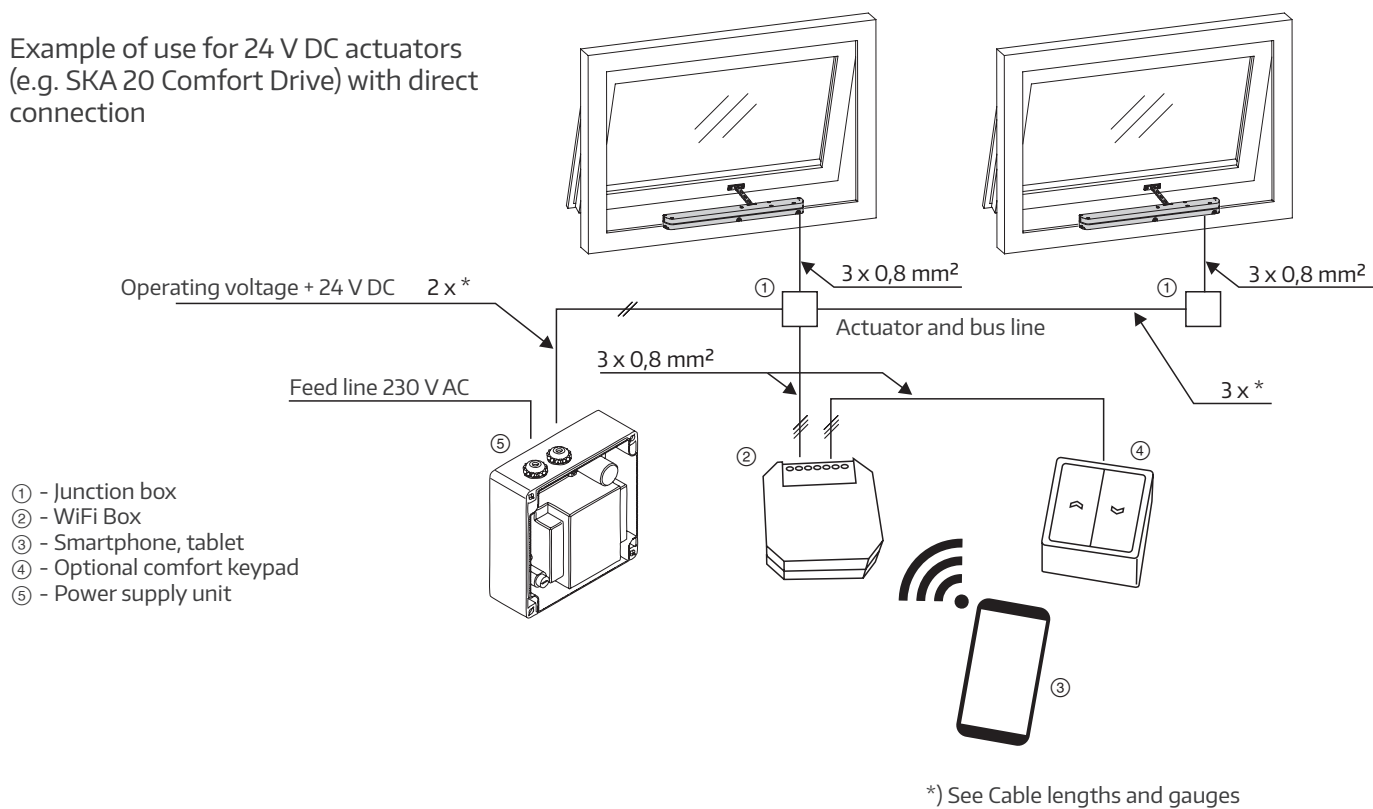 Example of use for 24 V DC actuators
(e.g. SKA 20 Comfort Drive) with direct
connection
3 x 0,8 mm²
3 x 0,8 mm²
Operating voltage + 24 V DC 2 x *
①
①
Actuator and bus line
3 x 0,8 mm²
Feed line 230 V AC
3 x *
⑤
②
④
① - Junction box
② - WiFi Box
③ - Smartphone, tablet
④ - Optional comfort keypad
⑤ - Power supply unit
③
*) See Cable lengths and gauges